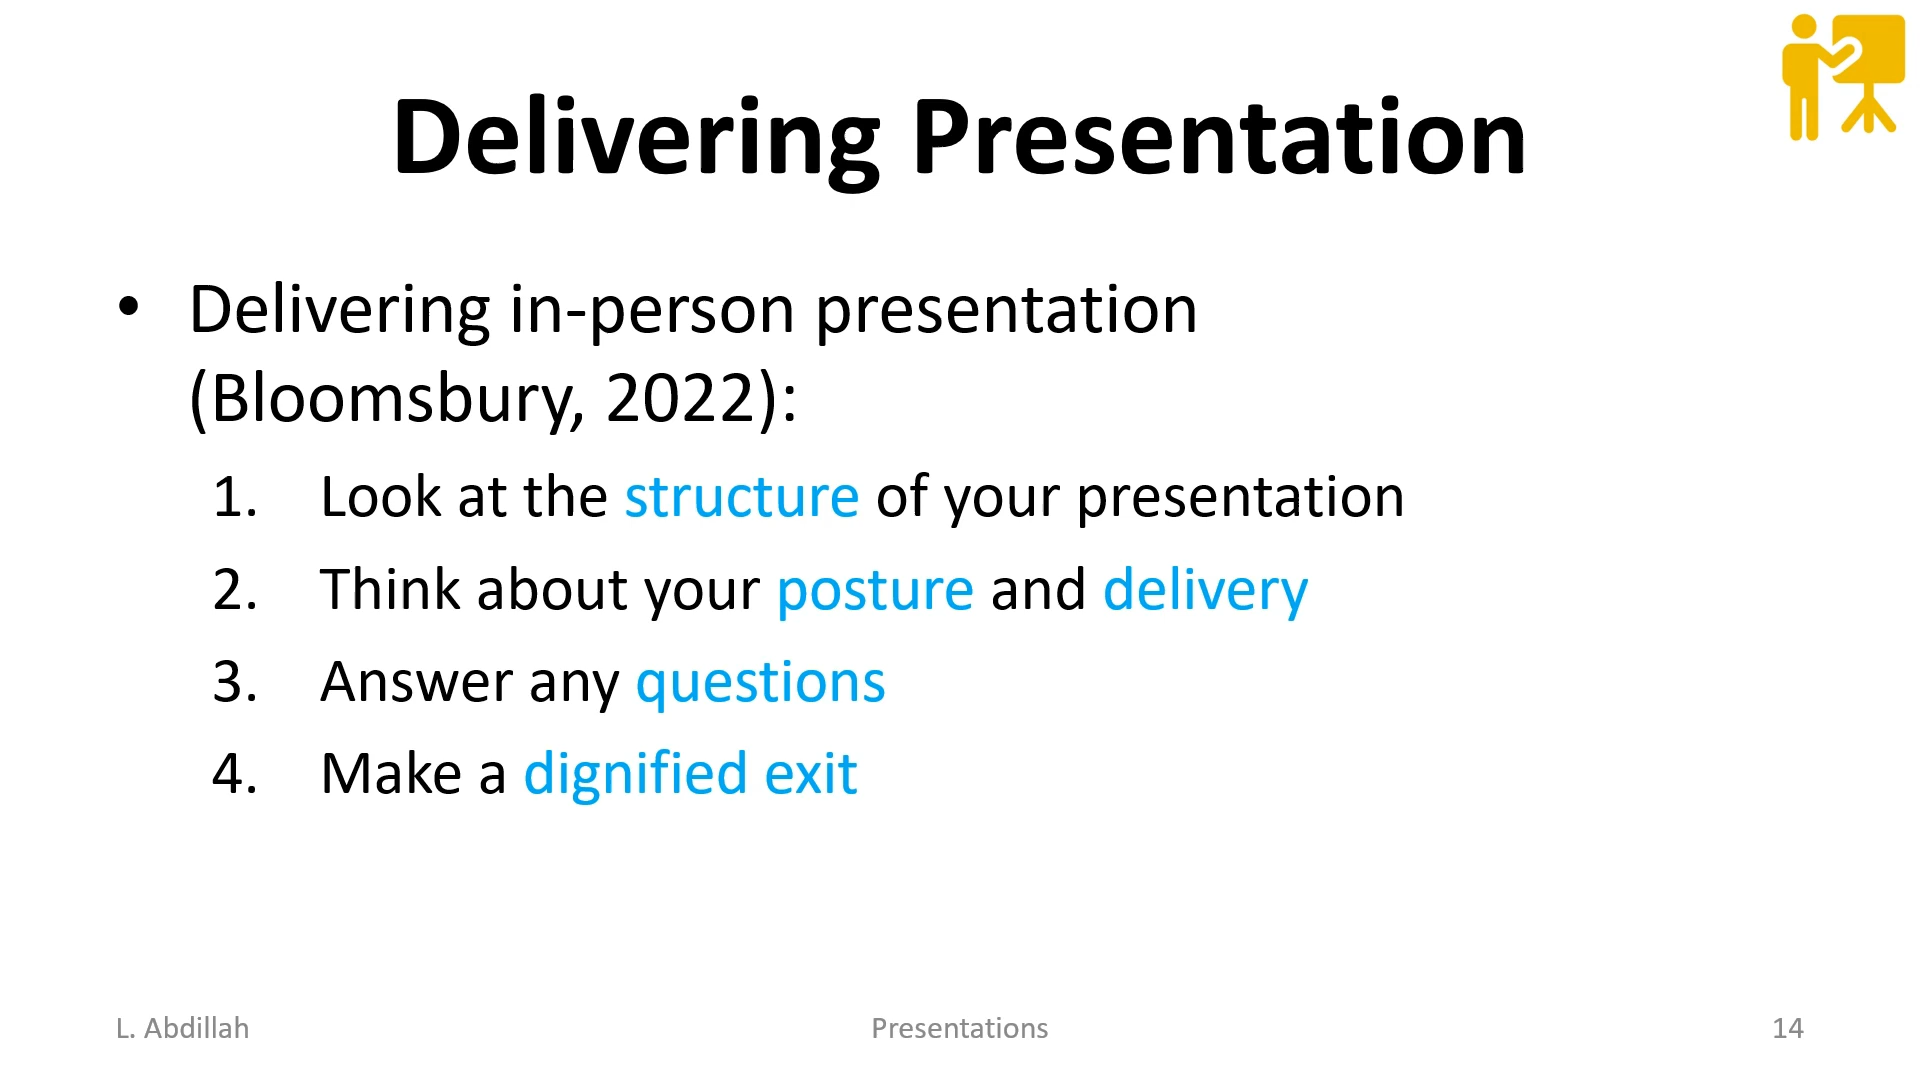 Delivering Presentation
• Delivering in-person presentation
(Bloomsbury, 2022):
1. Look at the structure of your presentation
2. Think about your posture and delivery
3. Answer any questions
4. Make a dignified exit
L. Abdillah
Presentations
14